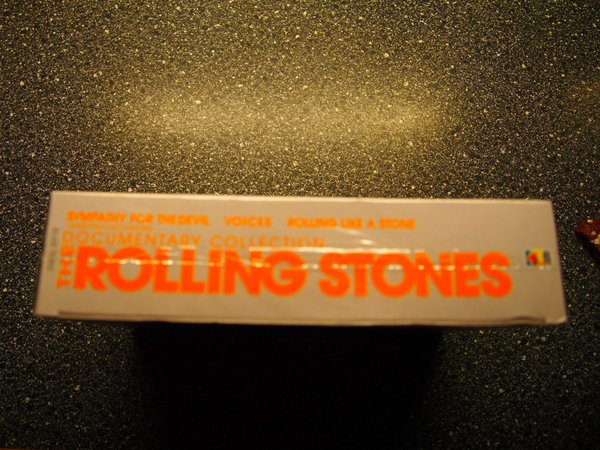 SYMPATHY FOR THE DEVIL VOICES ROLLING LIKE A STONE
DOCUMENTARY COLLECTION
THE ROLLING STONES